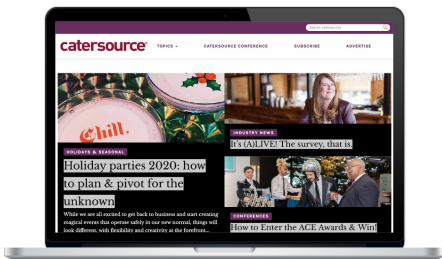 Search Catersource
catersource
TOPICS
CATERSOURCE CONFERENCE
SUBSCRIBE
ADVERTISE
Chill.
HOLIDAYS & SEASONAL
Holiday parties 2020: how
to plan & pivot for the
unknown
While we are all excited to get back to business and start creating
magical events that operate safely in our new normal, things will
look different, with flexibility and creativity at the forefront...
INDUSTRY NEWS
It's (A)LIVE! The survey, that is.
CONFERENCES
How to Enter the ACE Awards & Win!